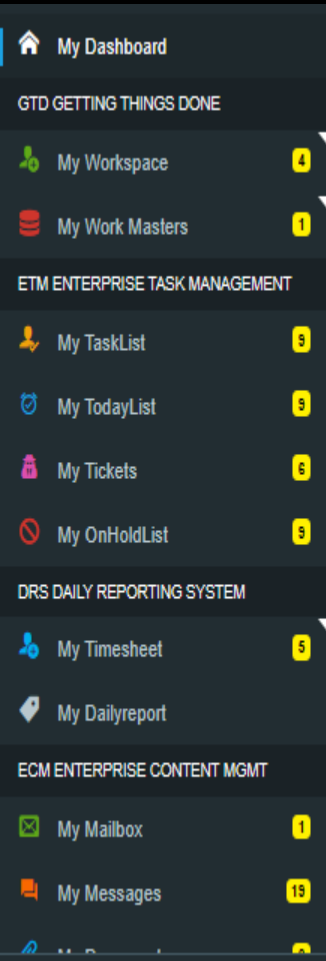 My Dashboard
GTD GETTING THINGS DONE
My Workspace 4
My Work Masters 1
ETM ENTERPRISE TASK MANAGEMENT
My TaskList 9
My TodayList 9
My Tickets 6
My OnHoldList 9
DRS DAILY REPORTING SYSTEM
My Timesheet 5
My Dailyreport
ECM ENTERPRISE CONTENT MGMT
My Mailbox 1
My Messages 19
My